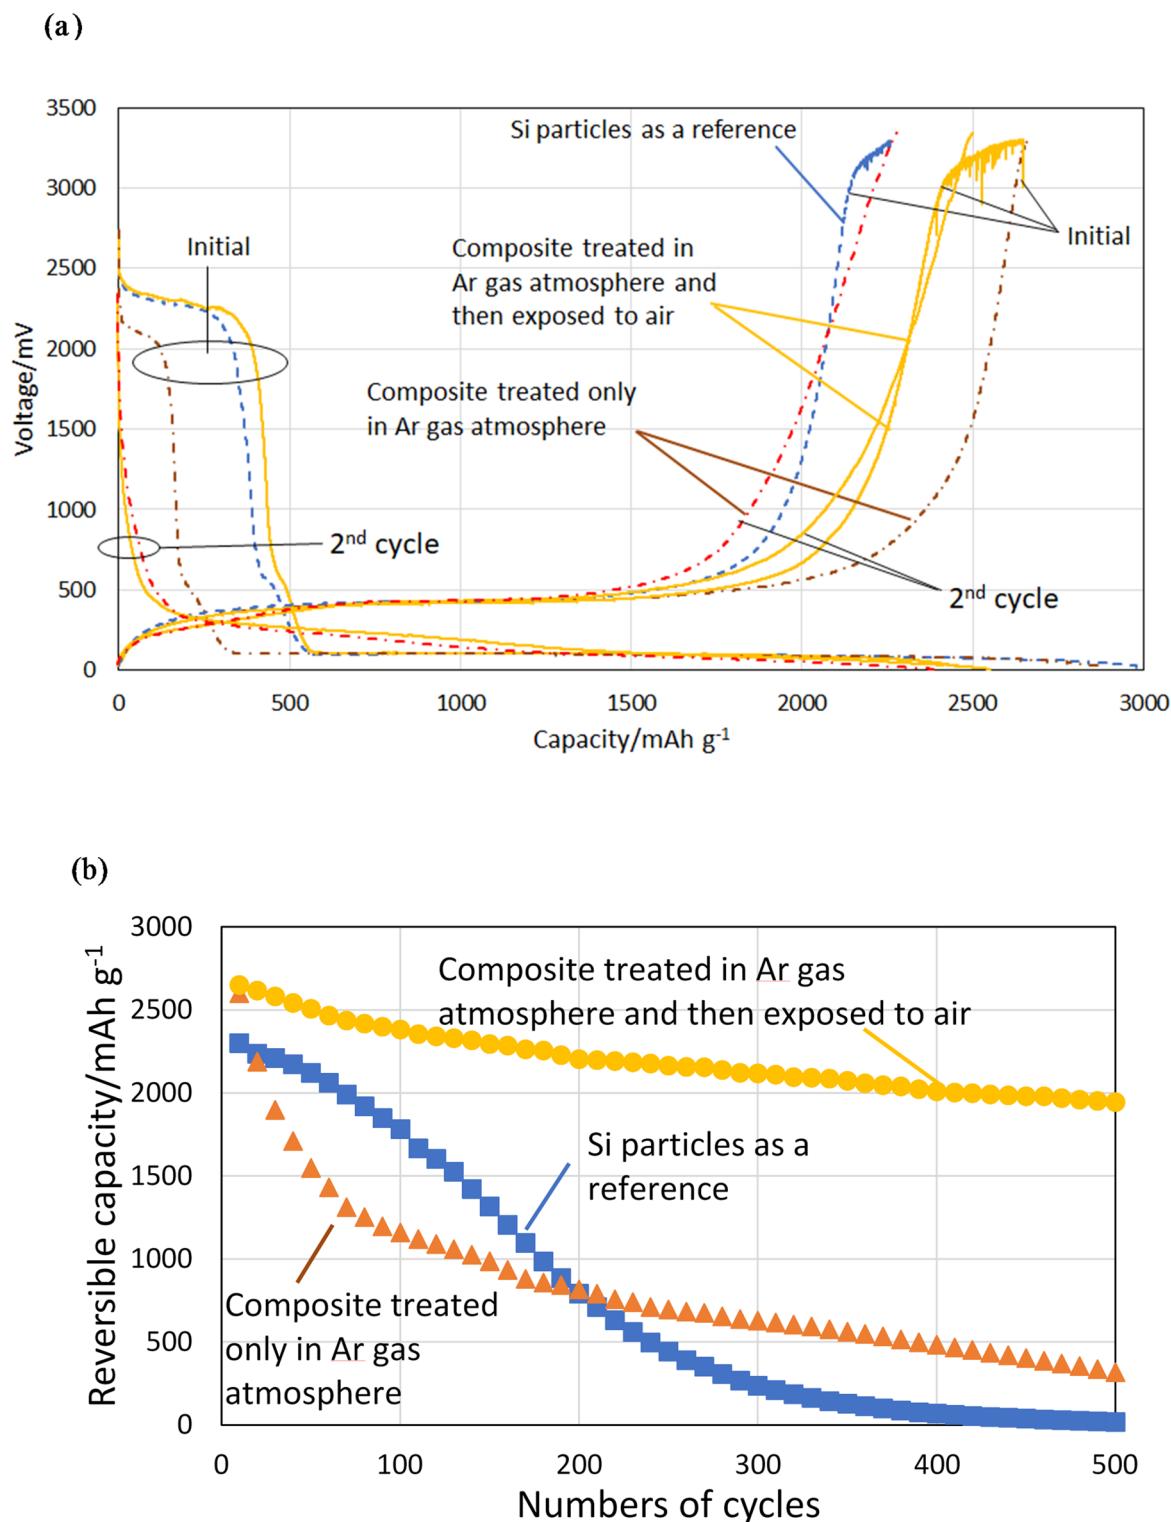 (a)
3500
3000
2500
2000
1500
1000
500
0
Voltage/mV
Si particles as a reference
Initial
Composite treated in
Ar gas atmosphere and
then exposed to air
Initial
Composite treated only
in Ar gas atmosphere
2nd cycle
2nd cycle
0 500 1000 1500 2000 2500 3000
Capacity/mAh g-1
(b)
3000
2500
2000
1500
1000
500
0
Reversible capacity/mAh g-1
Composite treated in Ar gas
atmosphere and then exposed to air
Si particles as a
reference
Composite treated
only in Ar gas
atmosphere
0 100 200 300 400 500
Numbers of cycles